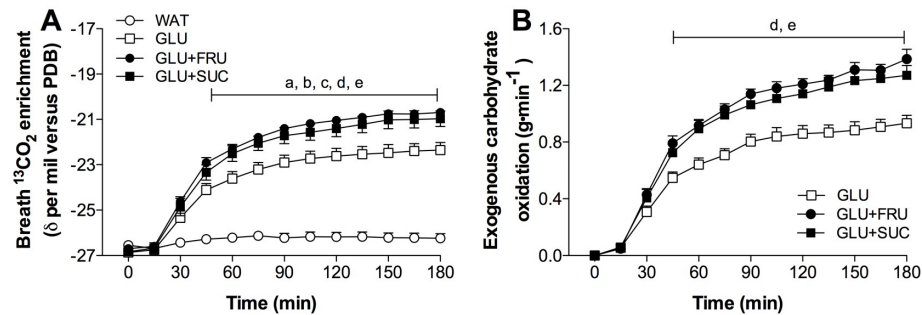 A
WAT
GLU
GLU+FRU
GLU+SUC
a, b, c, d, e
-17
-19
-21
-23
-25
-27
Breath ¹³CO₂ enrichment
(δ per mil versus PDB)
0 30 60 90 120 150 180
Time (min)
B
d, e
1.6
1.2
0.8
0.4
0.0
Exogenous carbohydrate
oxidation (g·min⁻¹)
GLU
GLU+FRU
GLU+SUC
0 30 60 90 120 150 180
Time (min)